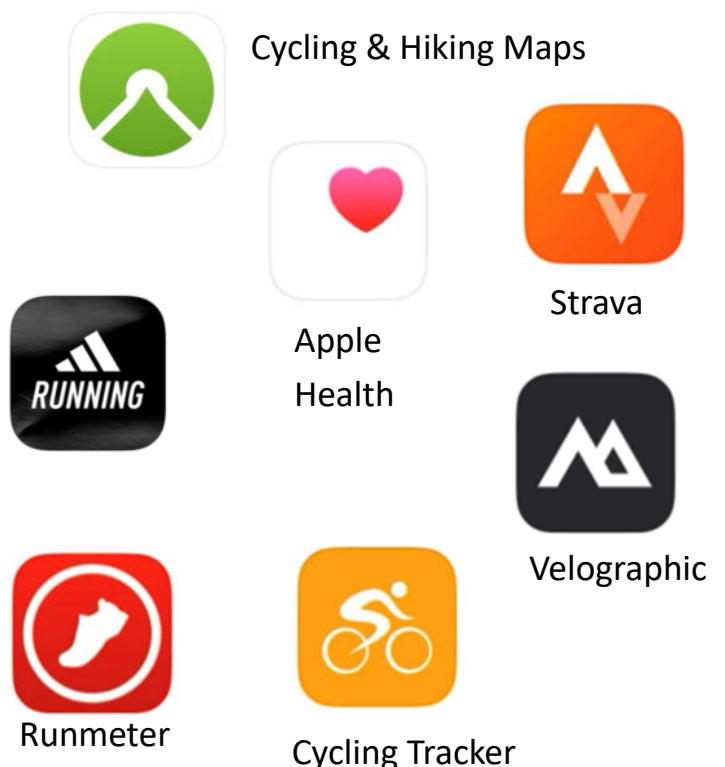 Cycling & Hiking Maps
Strava
Apple
Health
RUNNING
Velographic
Runmeter
Cycling Tracker